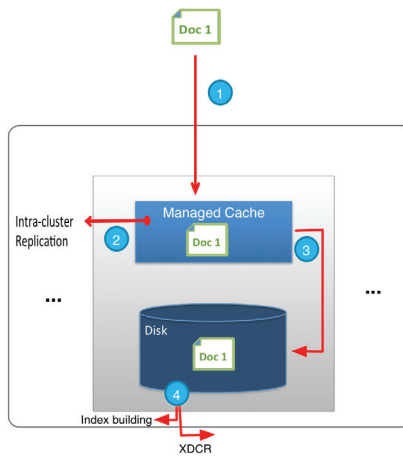 Doc 1
1
Managed Cache
Intra-cluster
Replication
2
Doc 1
3
...
...
Disk
Doc 1
4
Index building
XDCR